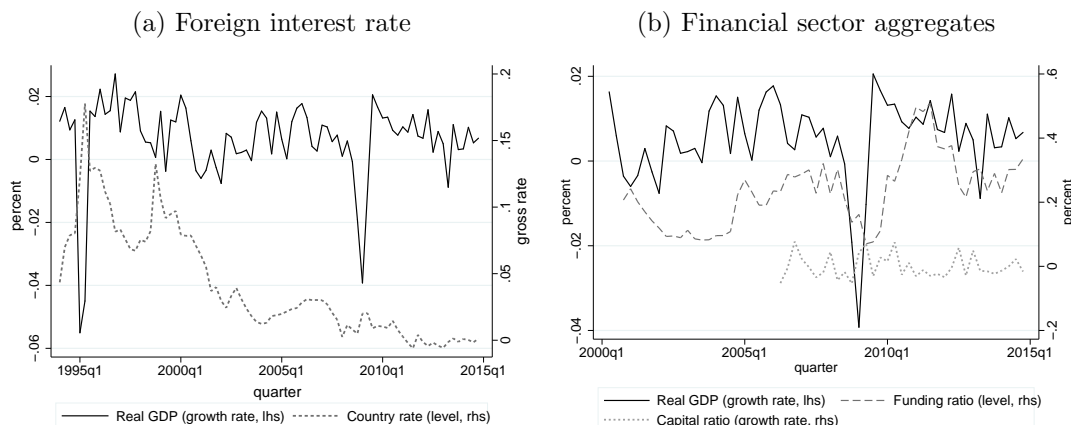 (a) Foreign interest rate
(b) Financial sector aggregates
.02
0
-.02
-.04
-.06
percent
.2
.15
.1
.05
0
gross rate
1995q1 2000q1 2005q1 2010q1 2015q1
quarter
Real GDP (growth rate, lhs) Country rate (level, rhs)
.02
0
-.02
-.04
percent
.6
.4
.2
0
-.2
percent
2000q1 2005q1 2010q1 2015q1
quarter
Real GDP (growth rate, lhs) Funding ratio (level, rhs)
Capital ratio (growth rate, rhs)